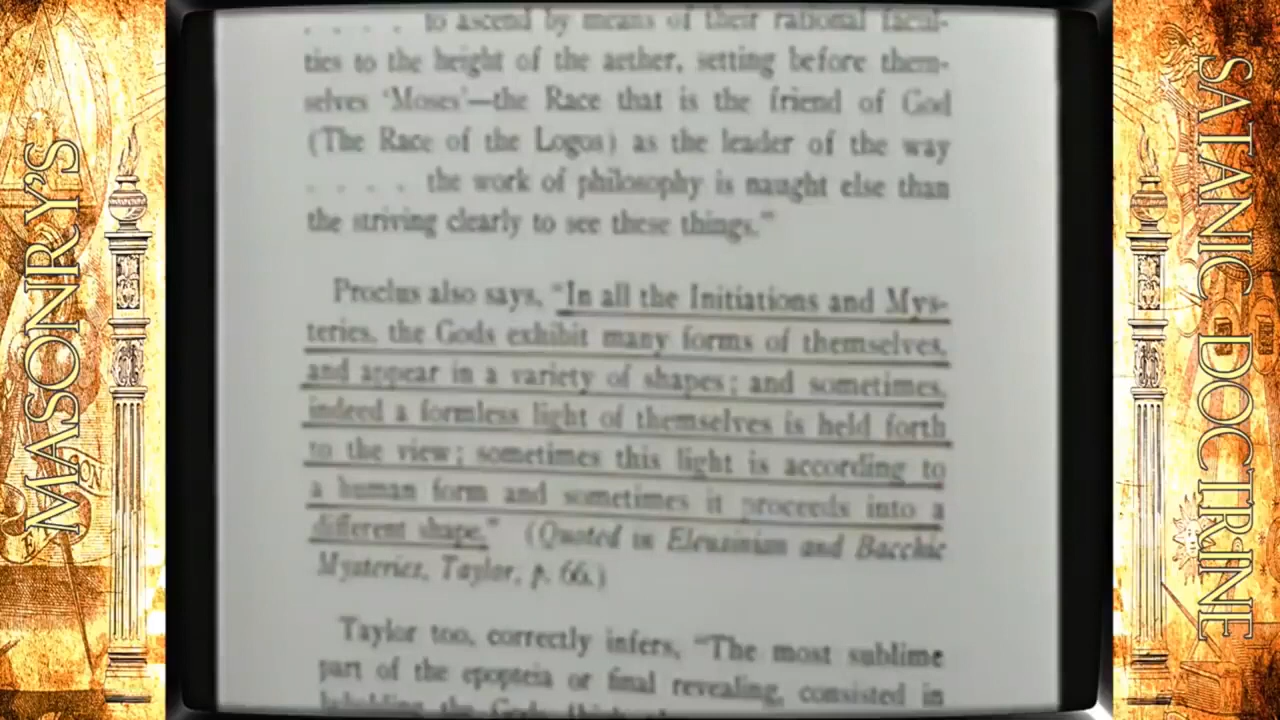 MASONRY'S
. . . . to ascend by means of their rational facul-
ties to the height of the aether, setting before them-
selves 'Moses'—the Race that is the friend of God
(The Race of the Logos) as the leader of the way
. . . . the work of philosophy is naught else than
the striving clearly to see these things."
Proclus also says, "In all the Initiations and Mys-
teries, the Gods exhibit many forms of themselves,
and appear in a variety of shapes; and sometimes,
indeed a formless light of themselves is held forth
to the view; sometimes this light is according to
a human form and sometimes it proceeds into a
different shape." (Quoted in Eleusinian and Bacchic
Mysteries, Taylor, p. 66.)
Taylor too, correctly infers, "The most sublime
part of the epopteia or final revealing, consisted in
SATANIC DOCTRINE